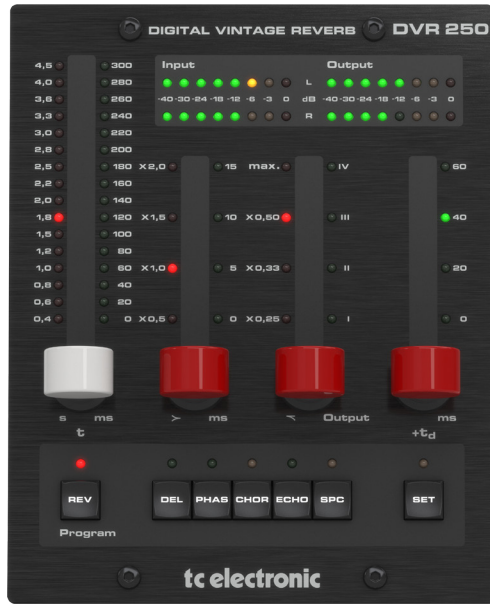 DIGITAL VINTAGE REVERB DVR 250
Input Output
L
-40 -30 -24 -18 -12 -6 -3 0 dB -40 -30 -24 -18 -12 -6 -3 0
R
4,5 300
4,0 280
3,6 260
3,3 240
3,0 220
2,8 200
2,5 180 X2,0 15 max. IV 60
2,2 160
2,0 140
1,8 120 X1,5 10 X0,50 III 40
1,5 100
1,2 80
1,0 60 X1,0 5 X0,33 II 20
0,8 40
0,6 20
0,4 0 X0,5 0 X0,25 I 0
s ms ms Output ms
t +td
REV DEL PHAS CHOR ECHO SPC SET
Program
tc electronic